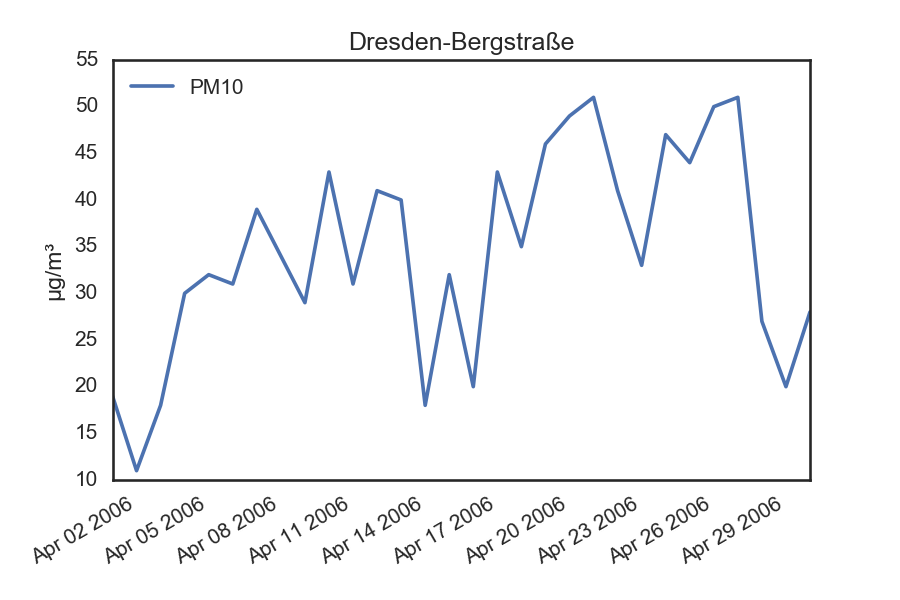 Dresden-Bergstraße
PM10
µg/m³
55
50
45
40
35
30
25
20
15
10
Apr 02 2006
Apr 05 2006
Apr 08 2006
Apr 11 2006
Apr 14 2006
Apr 17 2006
Apr 20 2006
Apr 23 2006
Apr 26 2006
Apr 29 2006